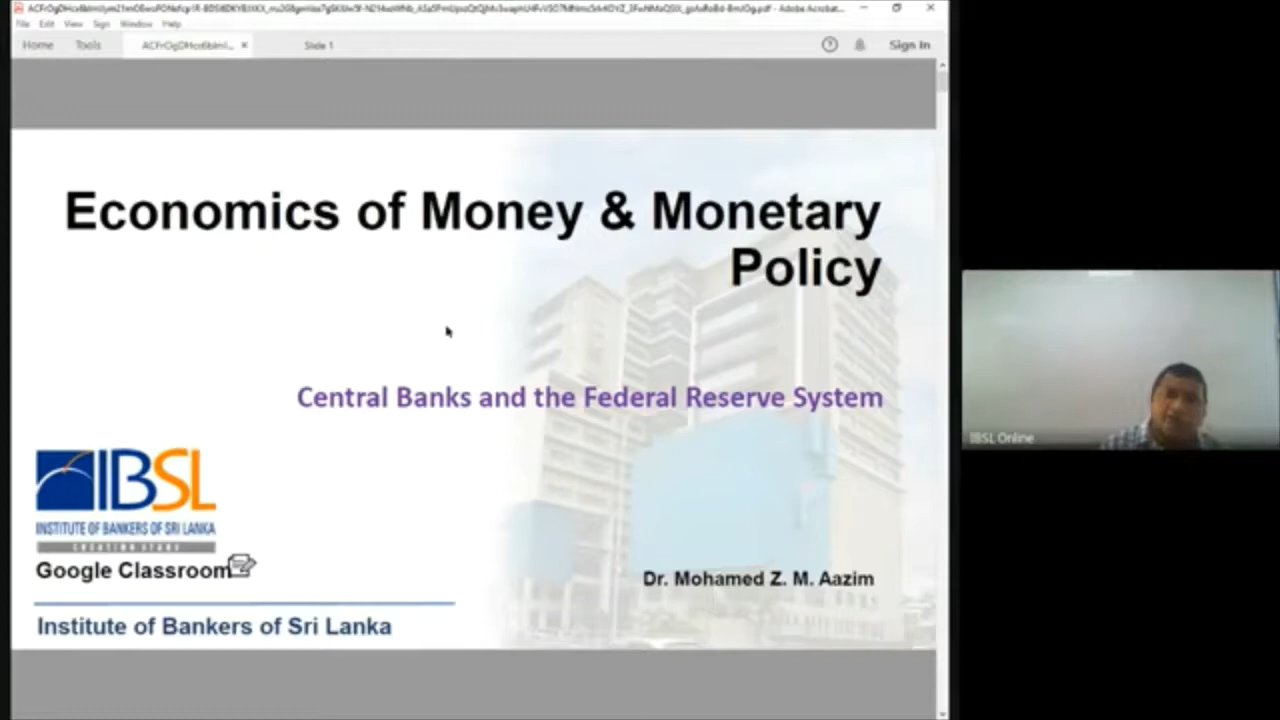 File Edit View Sign Window Help
Home Tools Slide 1 Sign In
Economics of Money & Monetary
Policy
Central Banks and the Federal Reserve System
IBSL
INSTITUTE OF BANKERS OF SRI LANKA
Google Classroom
Dr. Mohamed Z. M. Aazim
Institute of Bankers of Sri Lanka
IBSL Online